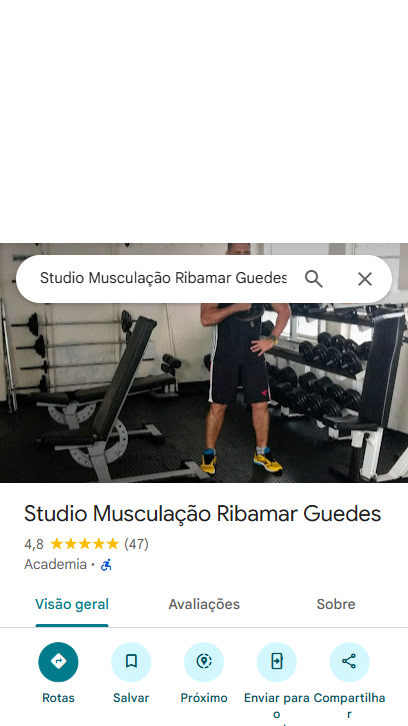 Studio Musculação Ribamar Guedes
Studio Musculação Ribamar Guedes
4,8 (47)
Academia ·
Visão geral Avaliações Sobre
Rotas Salvar Próximo Enviar para o Compartilhar